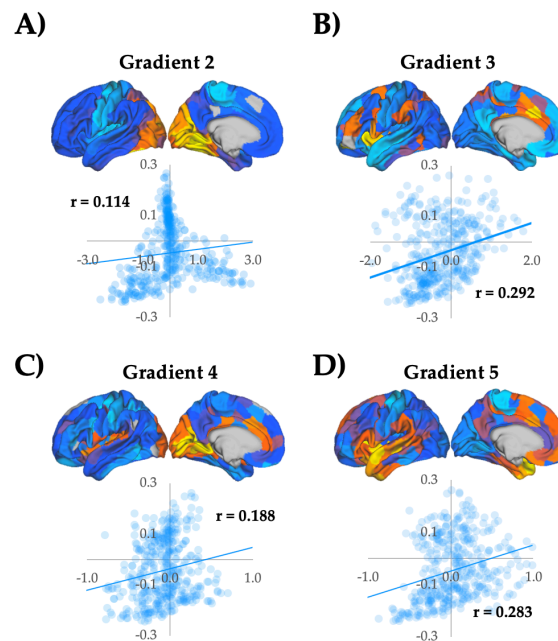 A)
B)
Gradient 2
Gradient 3
0.3
r = 0.114
0.1
-3.0
-1.0
0.0
3.0
-0.1
-0.3
0.3
0.1
-2.0
0.0
2.0
-0.1
r = 0.292
-0.3
C)
D)
Gradient 4
Gradient 5
0.3
r = 0.188
0.1
-1.0
0.0
1.0
-0.1
-0.3
0.3
0.1
-1.0
0.0
1.0
-0.1
r = 0.283
-0.3